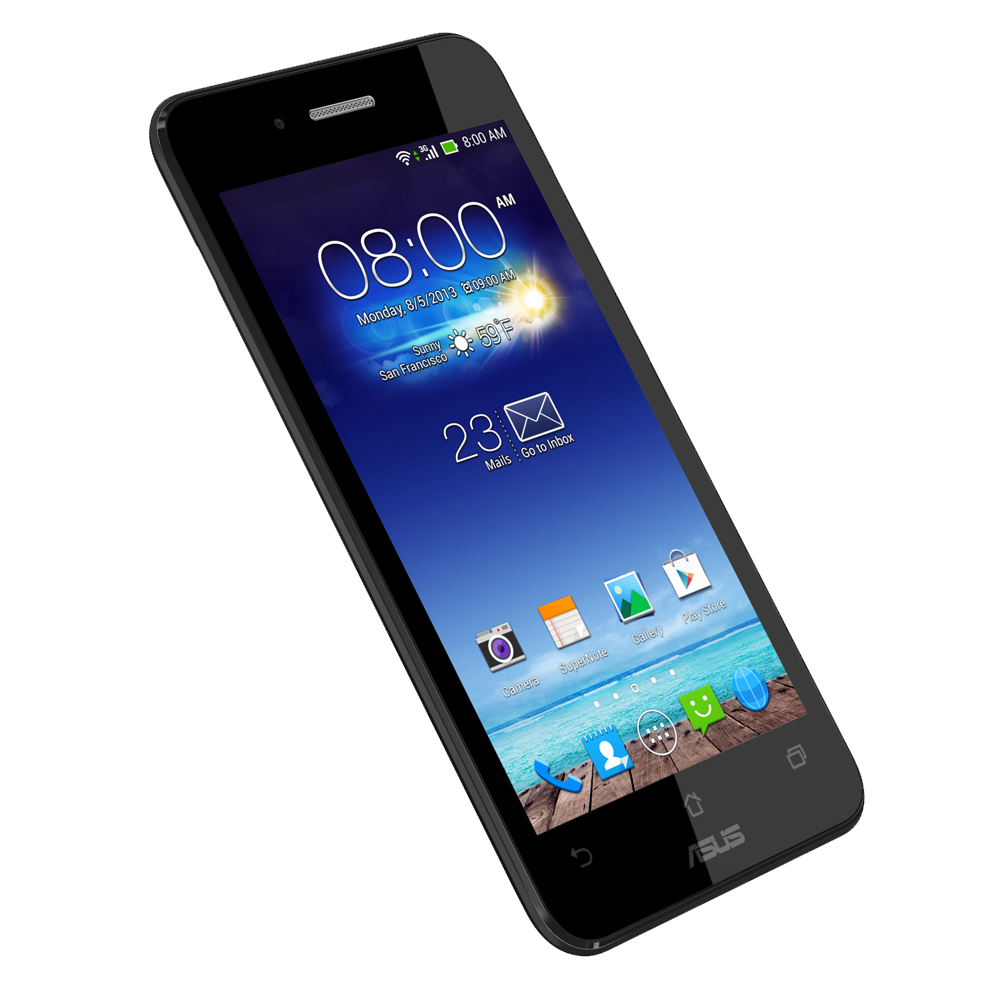 3G 8:00 AM
08:00 AM
Monday, 8/5/2013 09:00 AM
Sunny
San Francisco 59°F
23
Mails Go to Inbox
Camera SuperNote Gallery Play Store
ASUS